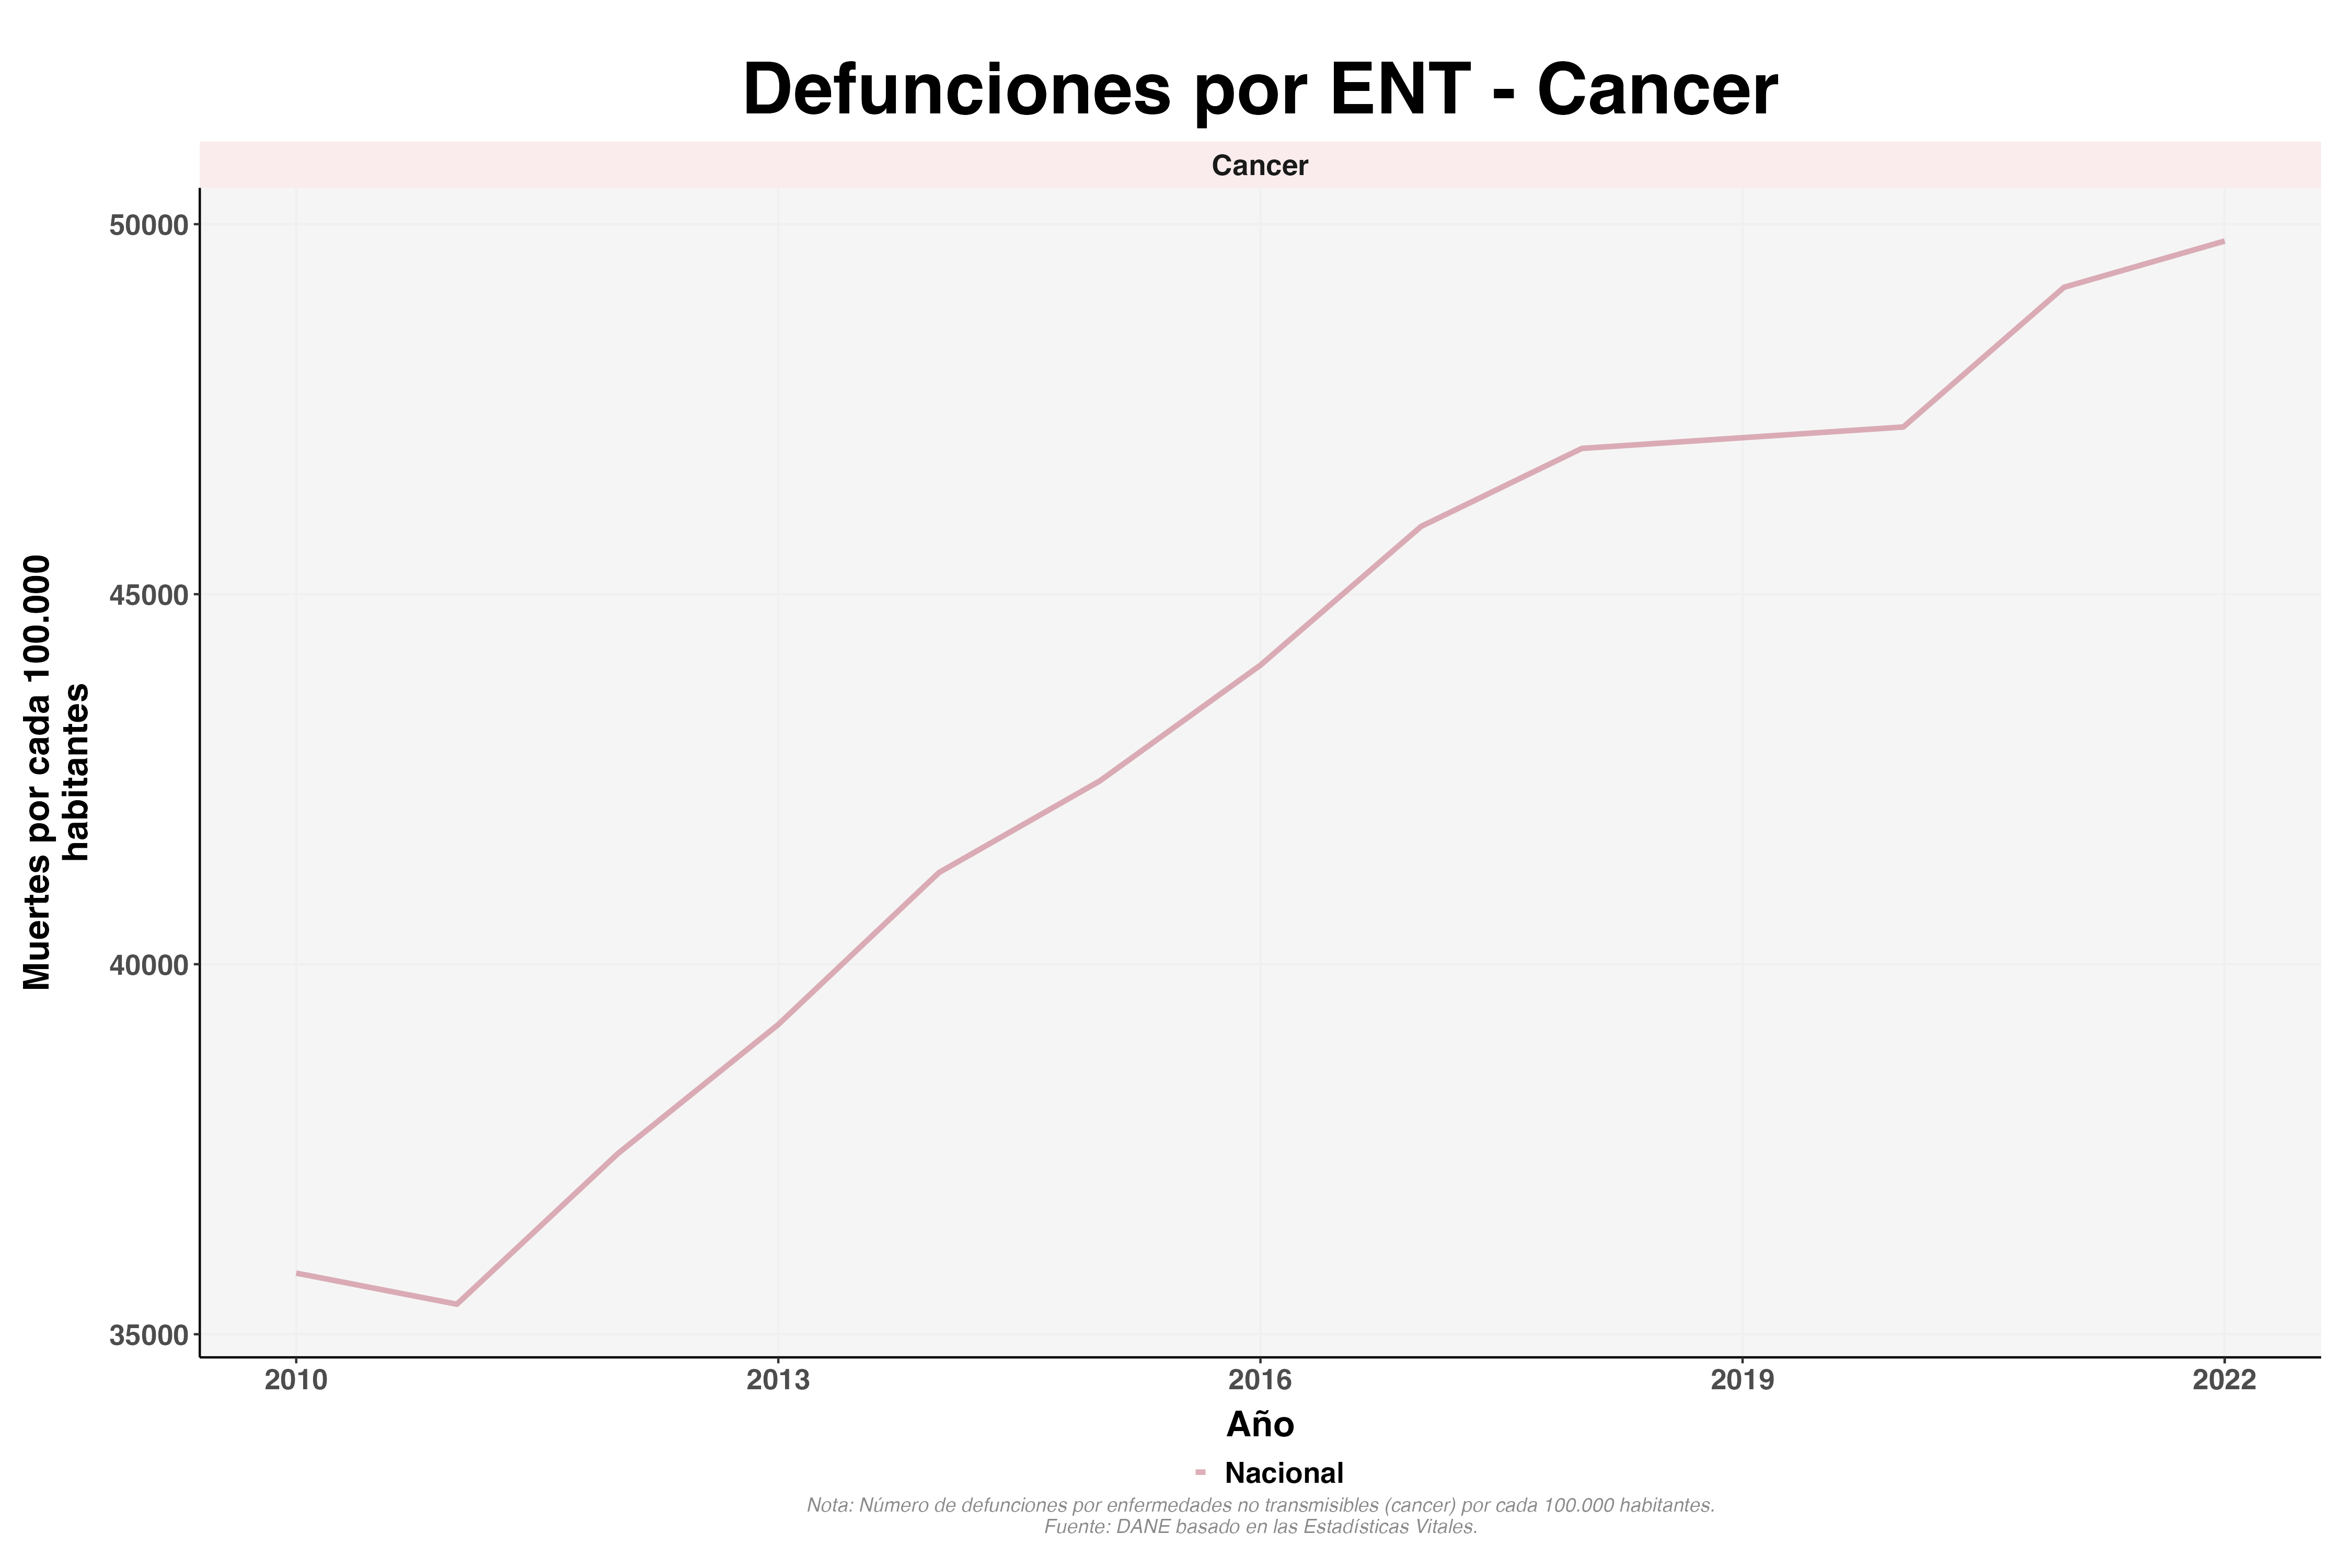 Defunciones por ENT - Cancer
Cancer
50000
45000
40000
35000
Muertes por cada 100.000
habitantes
2010
2013
2016
2019
2022
Año
Nacional
Nota: Número de defunciones por enfermedades no transmisibles (cancer) por cada 100.000 habitantes.
Fuente: DANE basado en las Estadísticas Vitales.